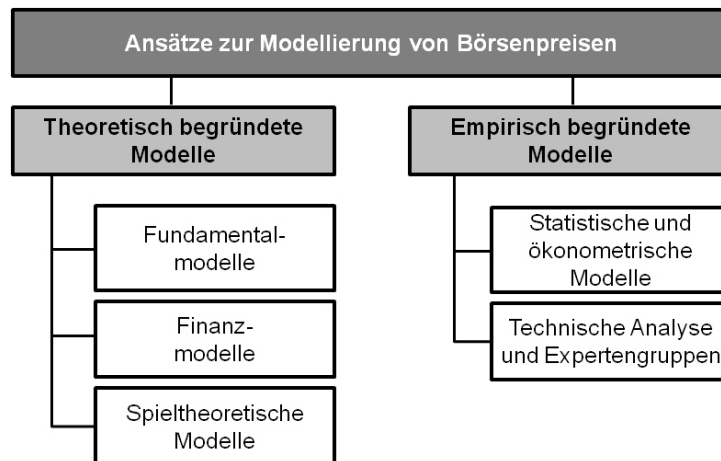 Ansätze zur Modellierung von Börsenpreisen
Theoretisch begründete
Modelle
Fundamental-
modelle
Finanz-
modelle
Spieltheoretische
Modelle
Empirisch begründete
Modelle
Statistische und
ökonometrische
Modelle
Technische Analyse
und Expertengruppen